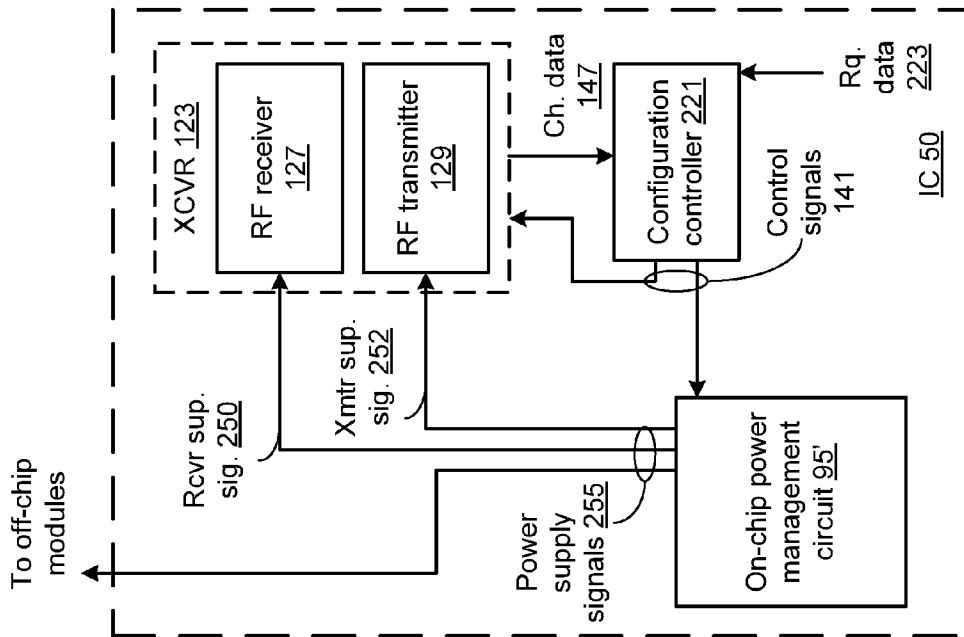 To off-chip
modules
XCVR 123
RF receiver
127
RF transmitter
129
Rcvr sup.
sig. 250
Xmtr sup.
sig. 252
Ch. data
147
Configuration
controller 221
Rq.
data
223
Control
signals
141
Power
supply
signals 255
On-chip power
management
circuit 95'
IC 50